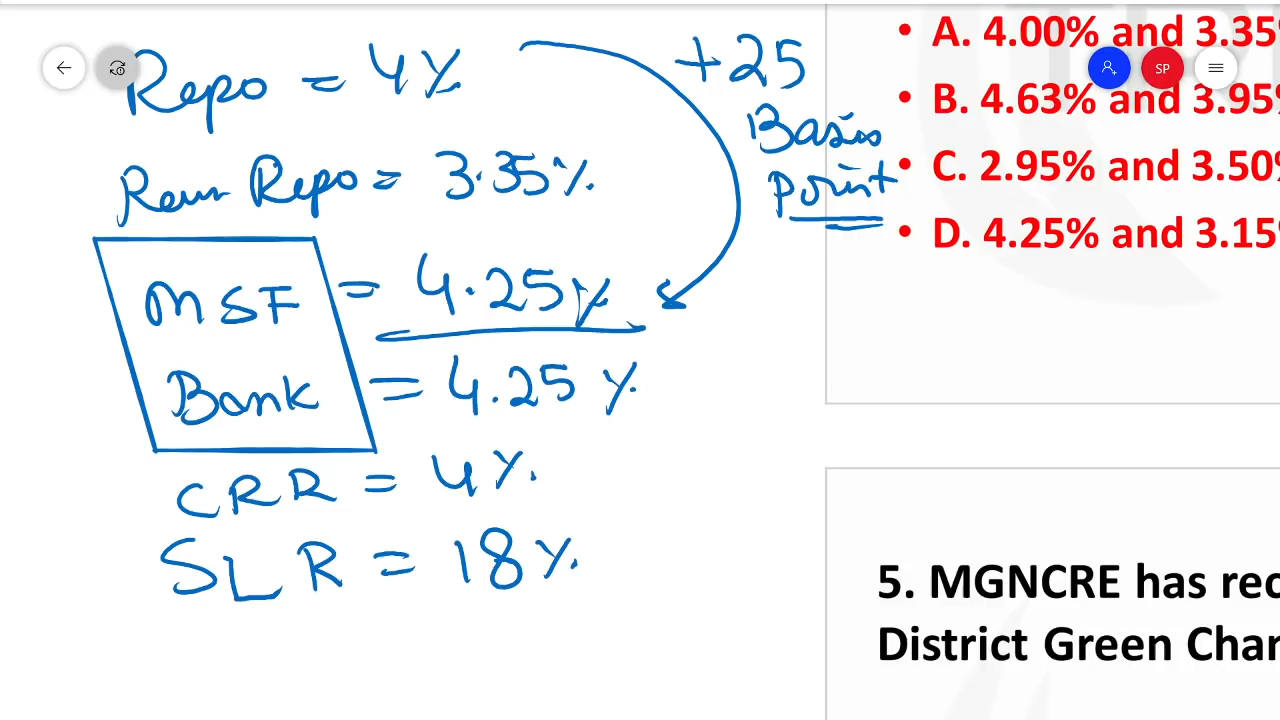 Repo = 4%
Rever Repo = 3.35%
MSF = 4.25%
Bank = 4.25%
CRR = 4%
SLR = 18%
+25
Basis
Point
• A. 4.00% and 3.35
• B. 4.63% and 3.95%
• C. 2.95% and 3.50%
• D. 4.25% and 3.15%
SP
5. MGNCRE has rec
District Green Cha